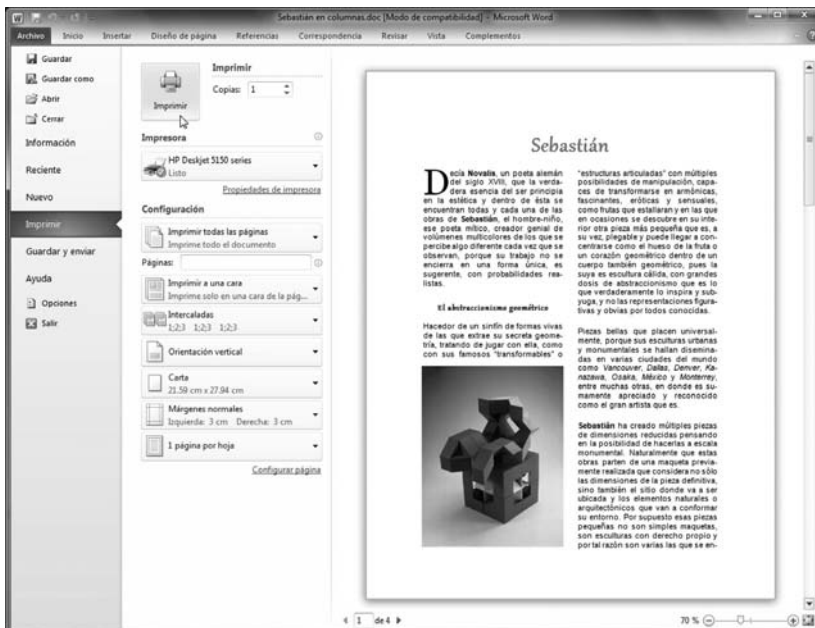 Sebastián en columnas.doc [Modo de compatibilidad] - Microsoft Word
Archivo Inicio Insertar Diseño de página Referencias Correspondencia Revisar Vista Complementos
Guardar
Guardar como
Abrir
Cerrar
Información
Reciente
Nuevo
Imprimir
Guardar y enviar
Ayuda
Opciones
Salir
Imprimir
Imprimir
Copias: 1
Impresora
HP Deskjet 5150 series
Listo
Propiedades de impresora
Configuración
Imprimir todas las páginas
Imprime todo el documento
Páginas:
Imprimir a una cara
Imprime solo en una cara de la pág...
Intercaladas
1;2;3 1;2;3 1;2;3
Orientación vertical
Carta
21.59 cm x 27.94 cm
Márgenes normales
Izquierda: 3 cm Derecha: 3 cm
1 página por hoja
Configurar página
Sebastián
Decía Novalis, un poeta alemán
del siglo XVIII, que la verda-
dera esencia del ser principia
en la estética y dentro de ésta se
encuentran todas y cada una de las
obras de Sebastián, el hombre-niño,
ese poeta mítico, creador genial de
volúmenes multicolores de los que se
percibe algo diferente cada vez que se
observan, porque su trabajo no se
encierra en una forma única, es
sugerente, con probabilidades rea-
listas.
El abstraccionismo geométrico
Hacedor de un sinfín de formas vivas
de las que extrae su secreta geome-
tría, tratando de jugar con ella, como
con sus famosos "transformables" o
"estructuras articuladas" con múltiples
posibilidades de manipulación, capa-
ces de transformarse en armónicas,
fascinantes, eróticas y sensuales,
como frutas que estallaran y en las que
en ocasiones se descubre en su inte-
rior otra pieza más pequeña que es, a
su vez, plegable y puede llegar a con-
centrarse como el hueso de la fruta o
un corazón geométrico dentro de un
cuerpo también geométrico, pues la
suya es escultura cálida, con grandes
dosis de abstraccionismo que es lo
que verdaderamente lo inspira y sub-
yuga, y no las representaciones figura-
tivas y obvias por todos conocidas.
Piezas bellas que placen universal-
mente, porque sus esculturas urbanas
y monumentales se hallan disemina-
das en varias ciudades del mundo
como Vancouver, Dallas, Denver, Ka-
nazawa, Osaka, México y Monterrey,
entre muchas otras, en donde es su-
mamente apreciado y reconocido
como el gran artista que es.
Sebastián ha creado múltiples piezas
de dimensiones reducidas pensando
en la posibilidad de hacerlas a escala
monumental. Naturalmente que estas
obras parten de una maqueta previa-
mente realizada que considera no sólo
las dimensiones de la pieza definitiva,
sino también el sitio donde va a ser
ubicada y los elementos naturales o
arquitectónicos que van a conformar
su entorno. Por supuesto esas piezas
pequeñas no son simples maquetas,
son esculturas con derecho propio y
por tal razón son varias las que se en-
1 de 4
70 %